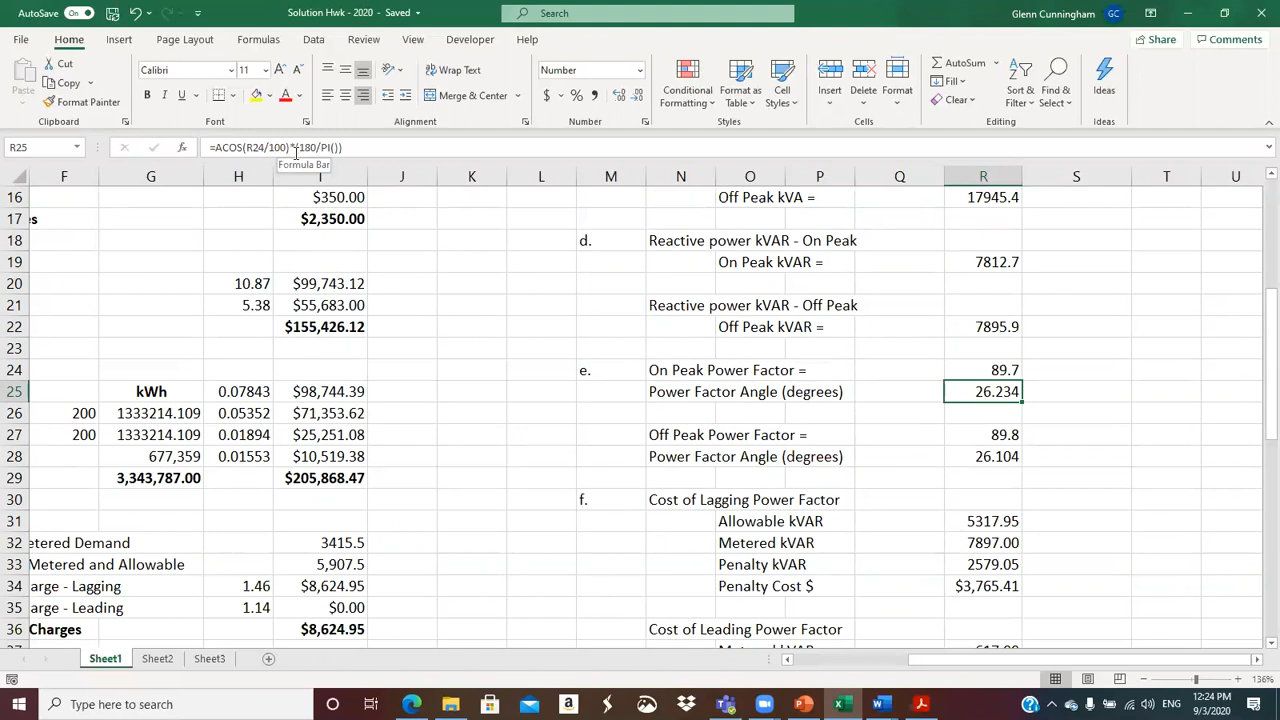 AutoSave On Solution Hwk - 2020 - Saved Search Glenn Cunningham GC
File Home Insert Page Layout Formulas Data Review View Developer Help Share Comments
Paste Cut Copy Format Painter Clipboard
Calibri 11 A A B I U A Font
Wrap Text Merge & Center Alignment
Number $ % Number
Conditional Formatting Format as Table Cell Styles Styles
Insert Delete Format Cells
AutoSum Fill Clear Sort & Filter Find & Select Editing
Ideas Ideas
R25 fx =ACOS(R24/100)*(180/PI())
Formula Bar
F G H I J K L M N O P Q R S T U
16 $350.00 Off Peak kVA = 17945.4
17 es $2,350.00
18 d. Reactive power kVAR - On Peak
19 On Peak kVAR = 7812.7
20 10.87 $99,743.12
21 5.38 $55,683.00 Reactive power kVAR - Off Peak
22 $155,426.12 Off Peak kVAR = 7895.9
23
24 e. On Peak Power Factor = 89.7
25 kWh 0.07843 $98,744.39 Power Factor Angle (degrees) 26.234
26 200 1333214.109 0.05352 $71,353.62
27 200 1333214.109 0.01894 $25,251.08 Off Peak Power Factor = 89.8
28 677,359 0.01553 $10,519.38 Power Factor Angle (degrees) 26.104
29 3,343,787.00 $205,868.47
30 f. Cost of Lagging Power Factor
31 Allowable kVAR 5317.95
32 etered Demand 3415.5 Metered kVAR 7897.00
33 Metered and Allowable 5,907.5 Penalty kVAR 2579.05
34 arge - Lagging 1.46 $8,624.95 Penalty Cost $ $3,765.41
35 arge - Leading 1.14 $0.00
36 Charges $8,624.95 Cost of Leading Power Factor
Sheet1 Sheet2 Sheet3
136%
Type here to search
12:24 PM
9/3/2020